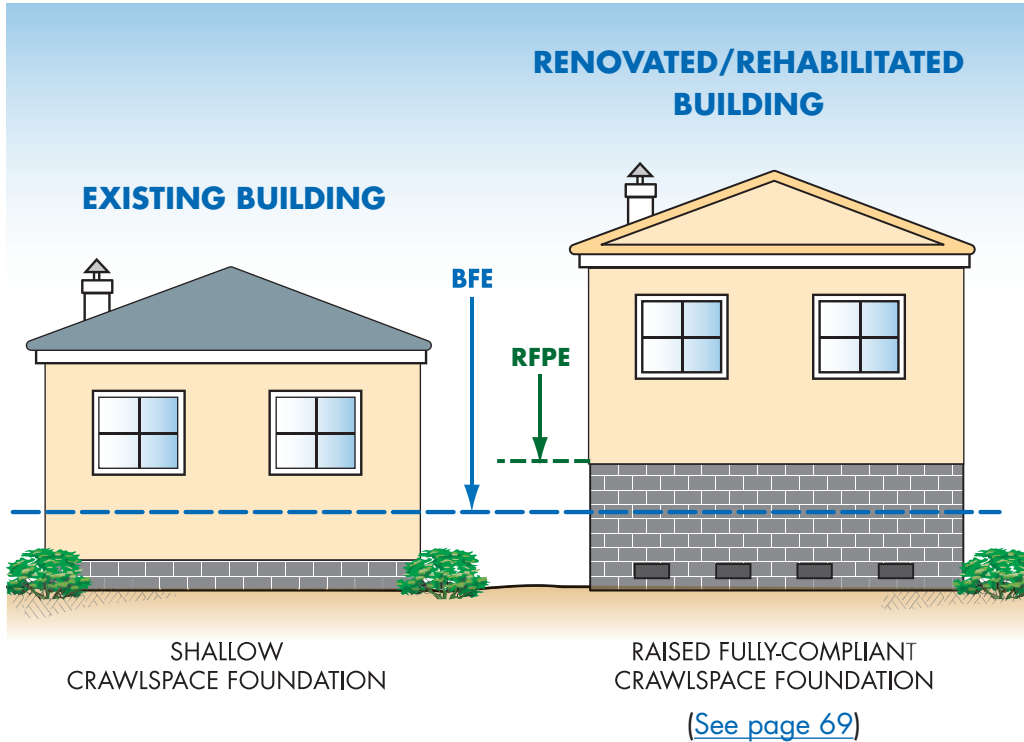 RENOVATED/REHABILITATED
BUILDING
EXISTING BUILDING
BFE
RFPE
SHALLOW
CRAWLSPACE FOUNDATION
RAISED FULLY-COMPLIANT
CRAWLSPACE FOUNDATION
(See page 69)